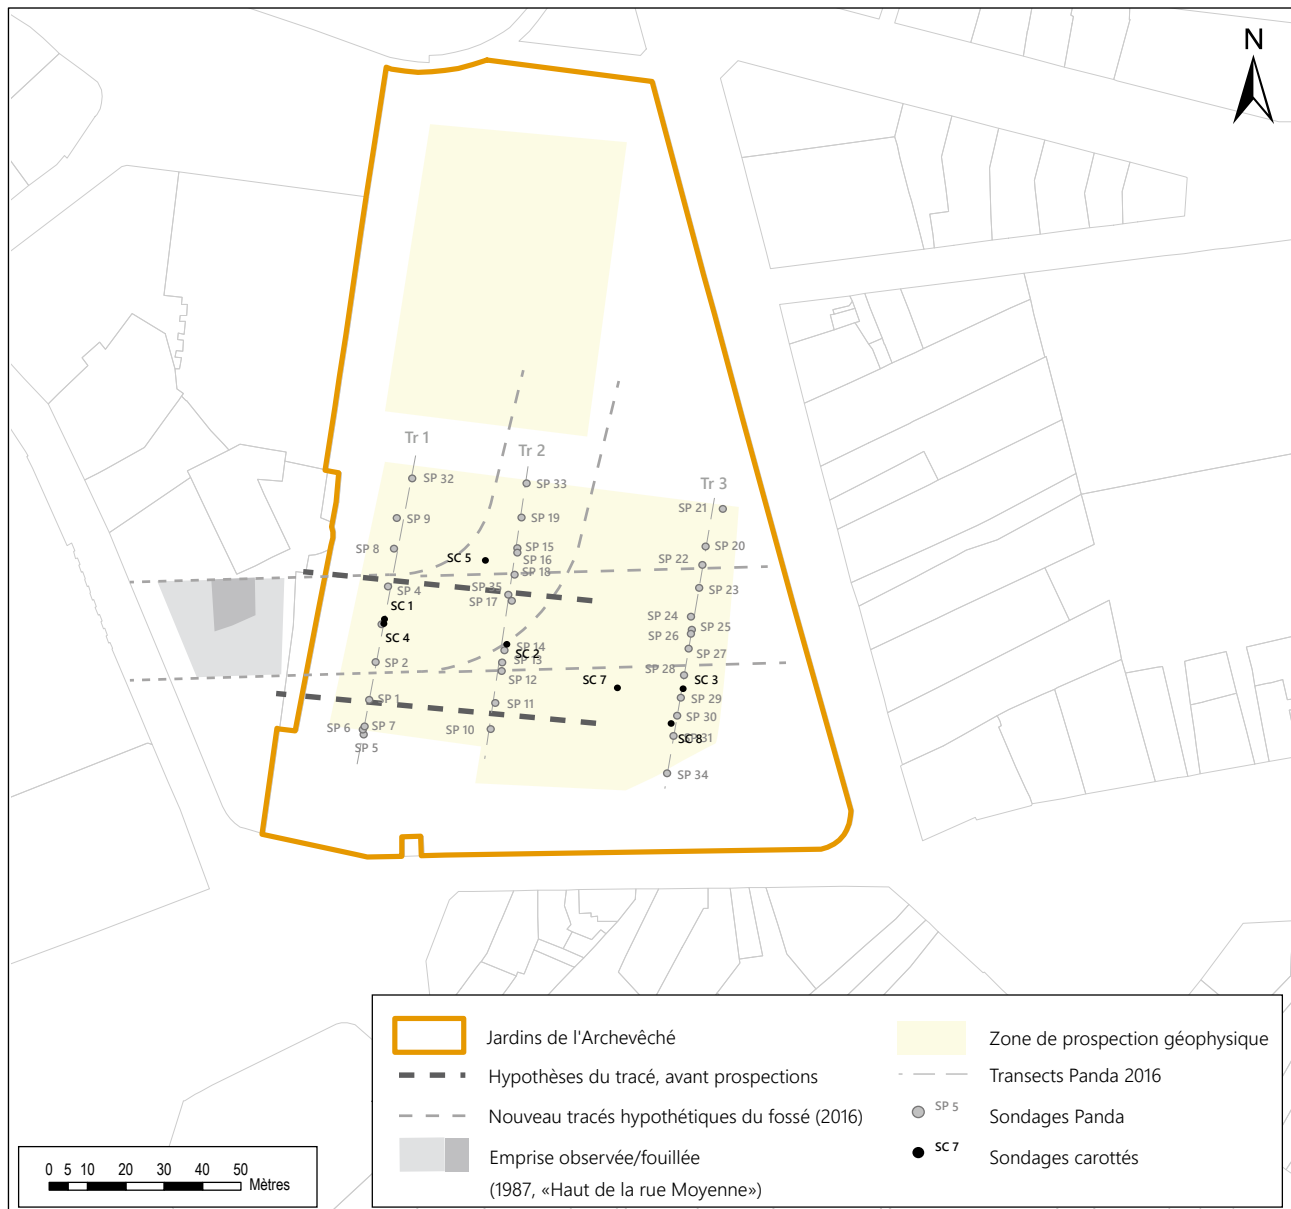 N
Tr 1
Tr 2
Tr 3
SP 32
SP 33
SP 21
SP 9
SP 19
SP 8
SP 15
SP 20
SC 5
SP 16
SP 22
SP 18
SP 4
SP 35
SP 23
SP 17
SC 1
SP 24
SC 4
SP 25
SP 26
SP 14
SC 2
SP 27
SP 2
SP 13
SP 28
SP 12
SC 7
SC 3
SP 1
SP 29
SP 11
SP 30
SP 7
SP 6
SP 10
SP 5
SC 8
SP 31
SP 34
Jardins de l'Archevêché
Zone de prospection géophysique
Hypothèses du tracé, avant prospections
Transects Panda 2016
Nouveau tracés hypothétiques du fossé (2016)
SP 5
Sondages Panda
Emprise observée/fouillée
(1987, «Haut de la rue Moyenne»)
SC 7
Sondages carottés
0 5 10 20 30 40 50
Mètres